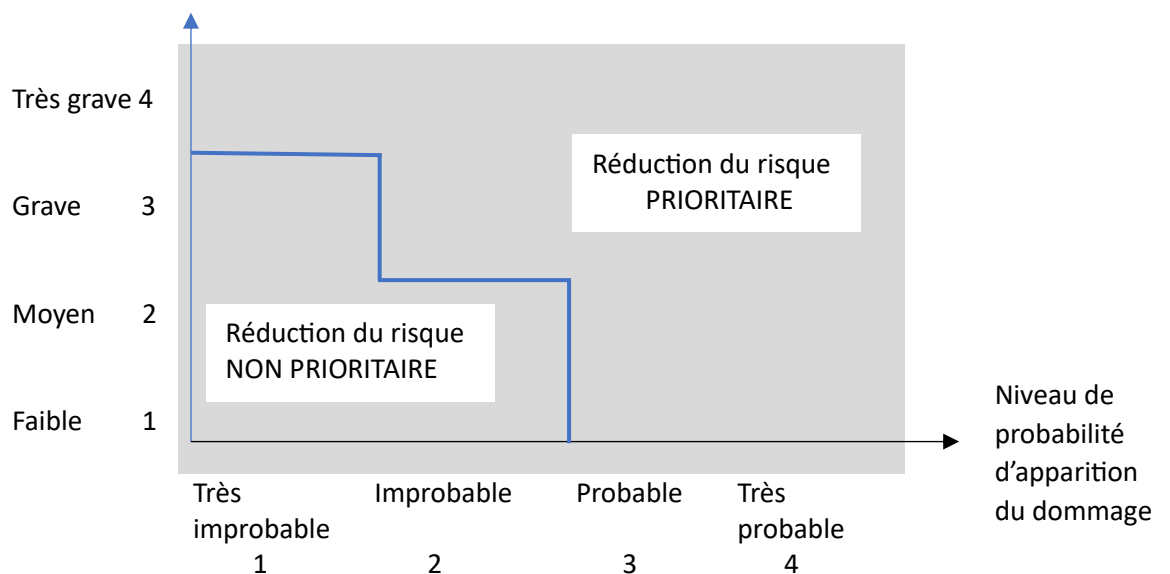 Très grave 4
Réduction du risque
PRIORITAIRE
Grave 3
Moyen 2
Réduction du risque
NON PRIORITAIRE
Faible 1
Niveau de
probabilité
d’apparition
du dommage
Très
improbable
1
Improbable
2
Probable
3
Très
probable
4